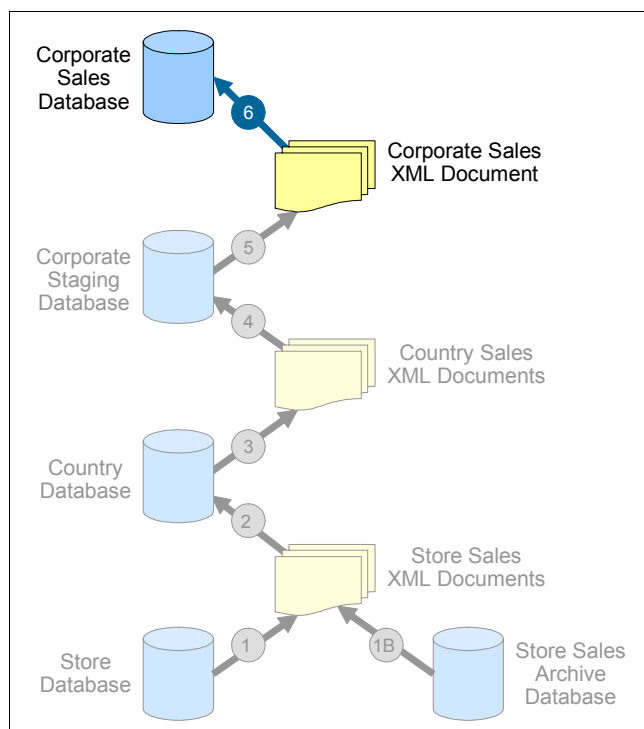 Corporate
Sales
Database
6
Corporate Sales
XML Document
5
Corporate
Staging
Database
4
Country Sales
XML Documents
3
Country
Database
2
Store Sales
XML Documents
1
1B
Store
Database
Store Sales
Archive
Database